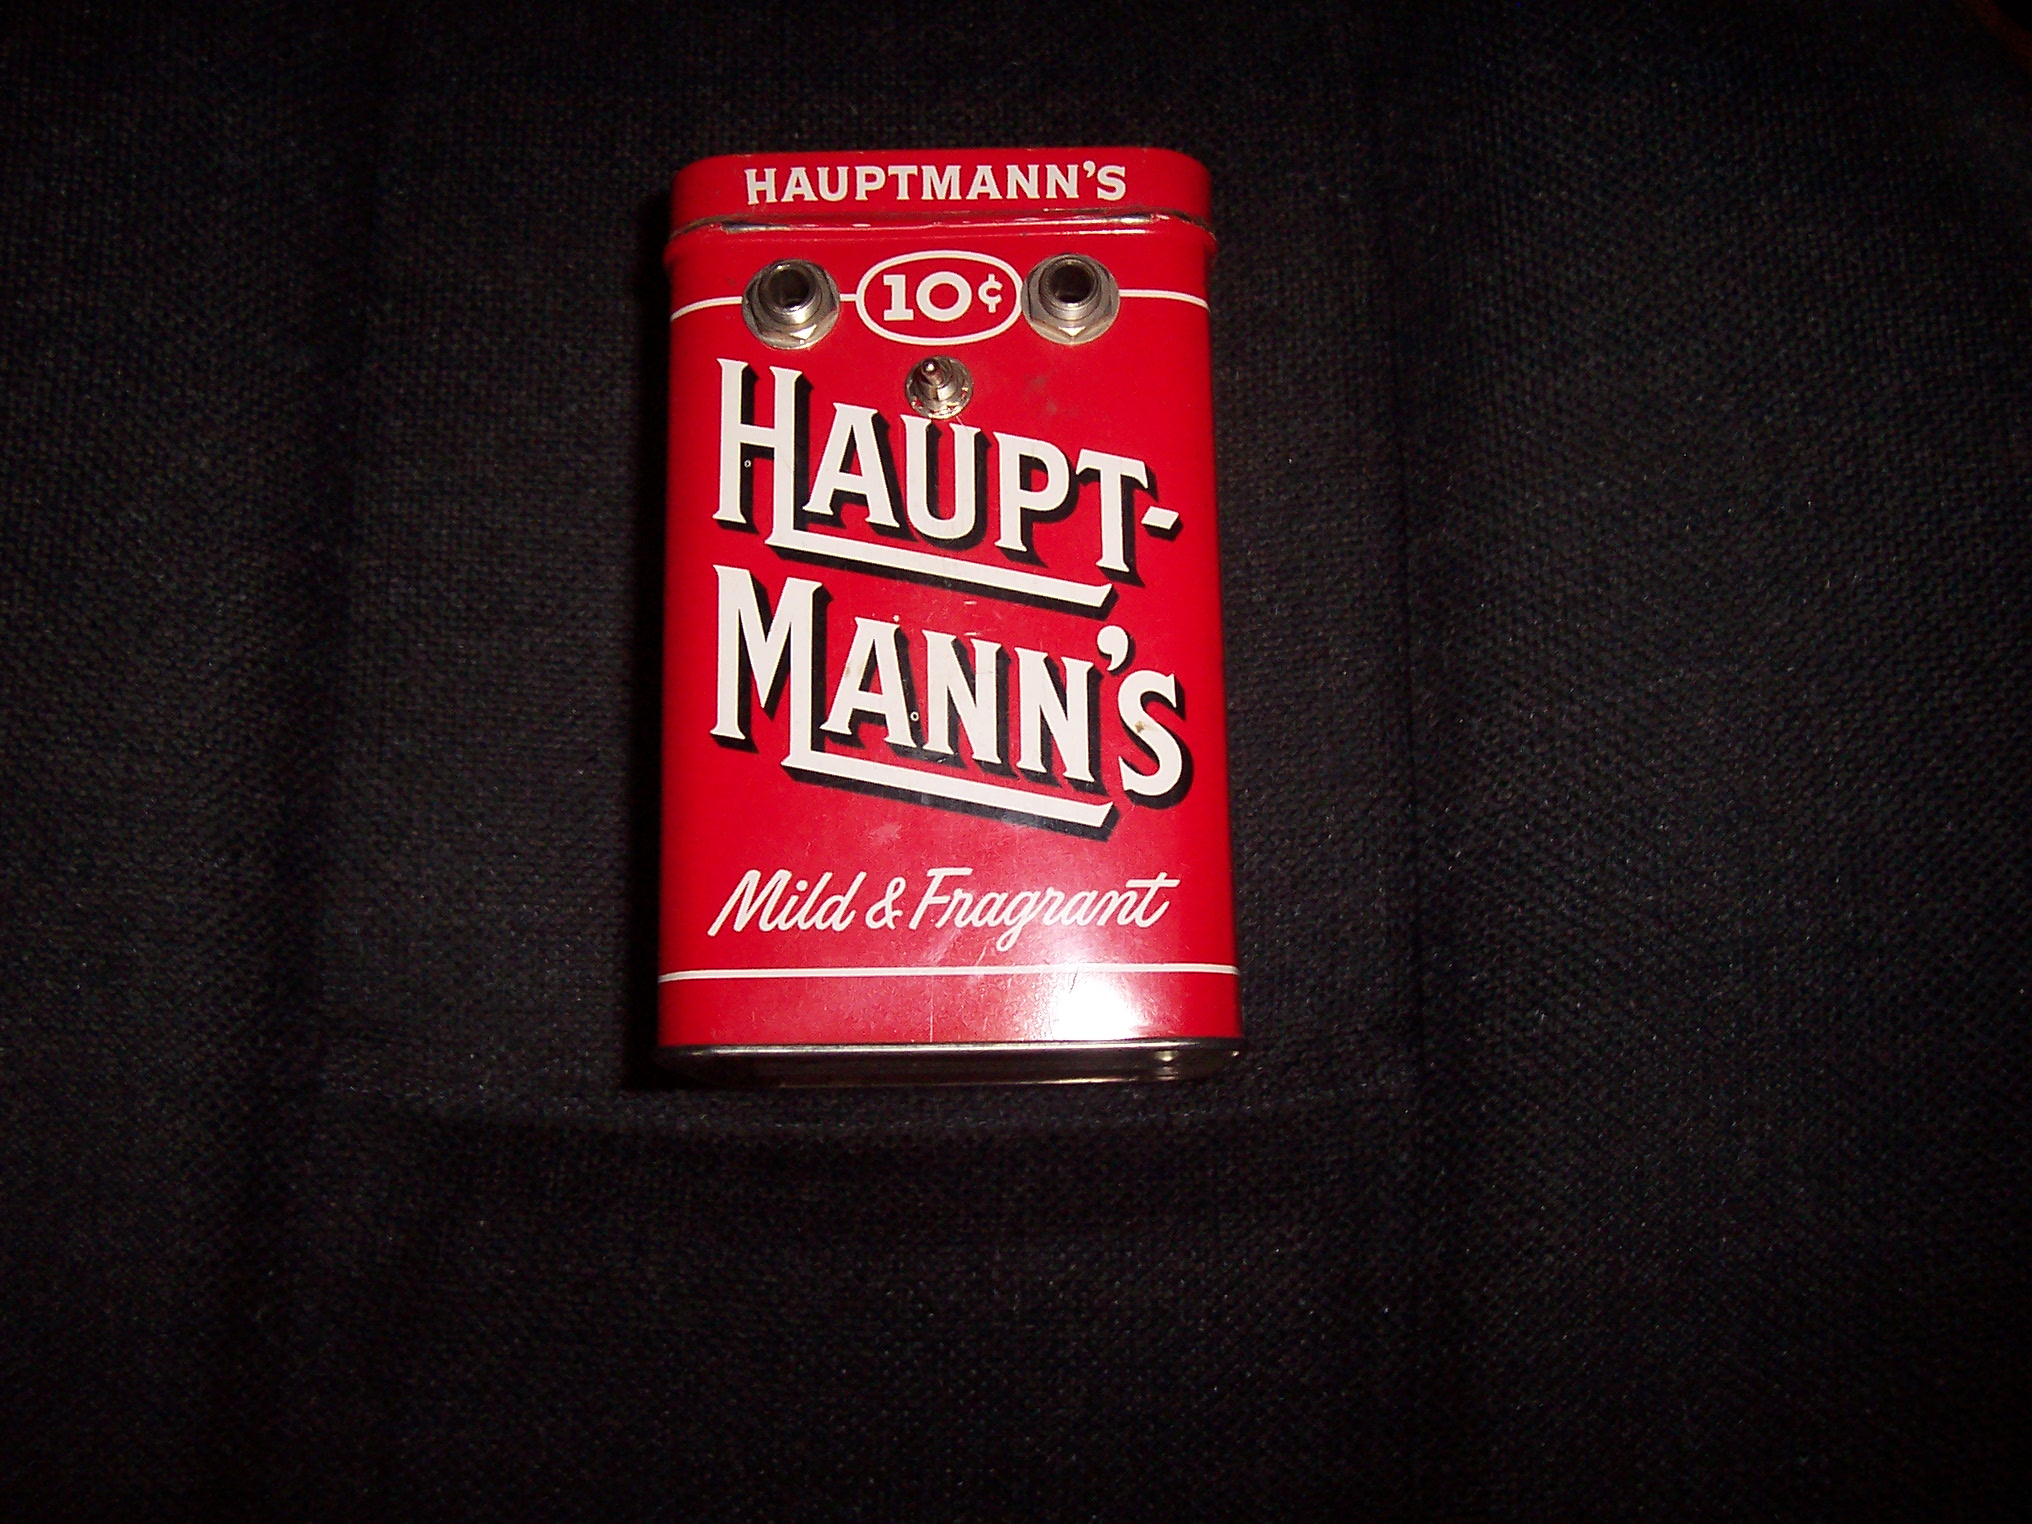 HAUPTMANN'S
10¢
HAUPT-
MANN'S
Mild & Fragrant